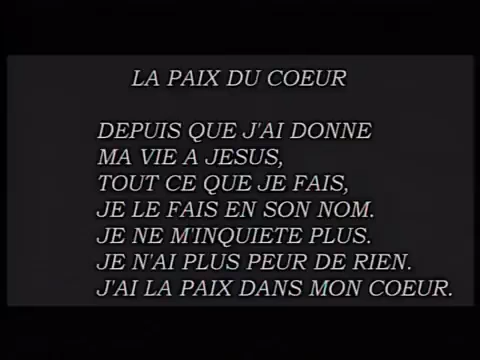 LA PAIX DU COEUR
DEPUIS QUE J'AI DONNE
MA VIE A JESUS,
TOUT CE QUE JE FAIS,
JE LE FAIS EN SON NOM.
JE NE M'INQUIETE PLUS.
JE N'AI PLUS PEUR DE RIEN.
J'AI LA PAIX DANS MON COEUR.